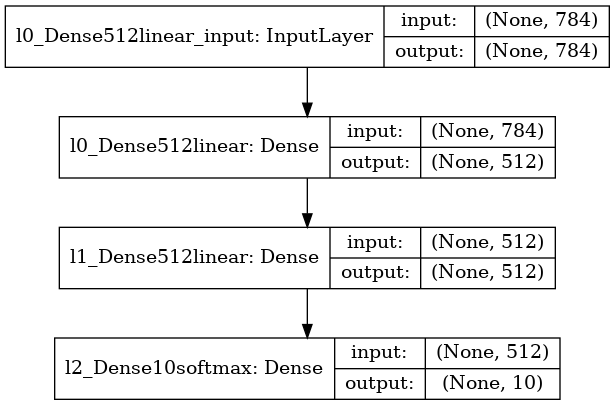 l0_Dense512linear_input: InputLayer
input: (None, 784)
output: (None, 784)
l0_Dense512linear: Dense
input: (None, 784)
output: (None, 512)
l1_Dense512linear: Dense
input: (None, 512)
output: (None, 512)
l2_Dense10softmax: Dense
input: (None, 512)
output: (None, 10)